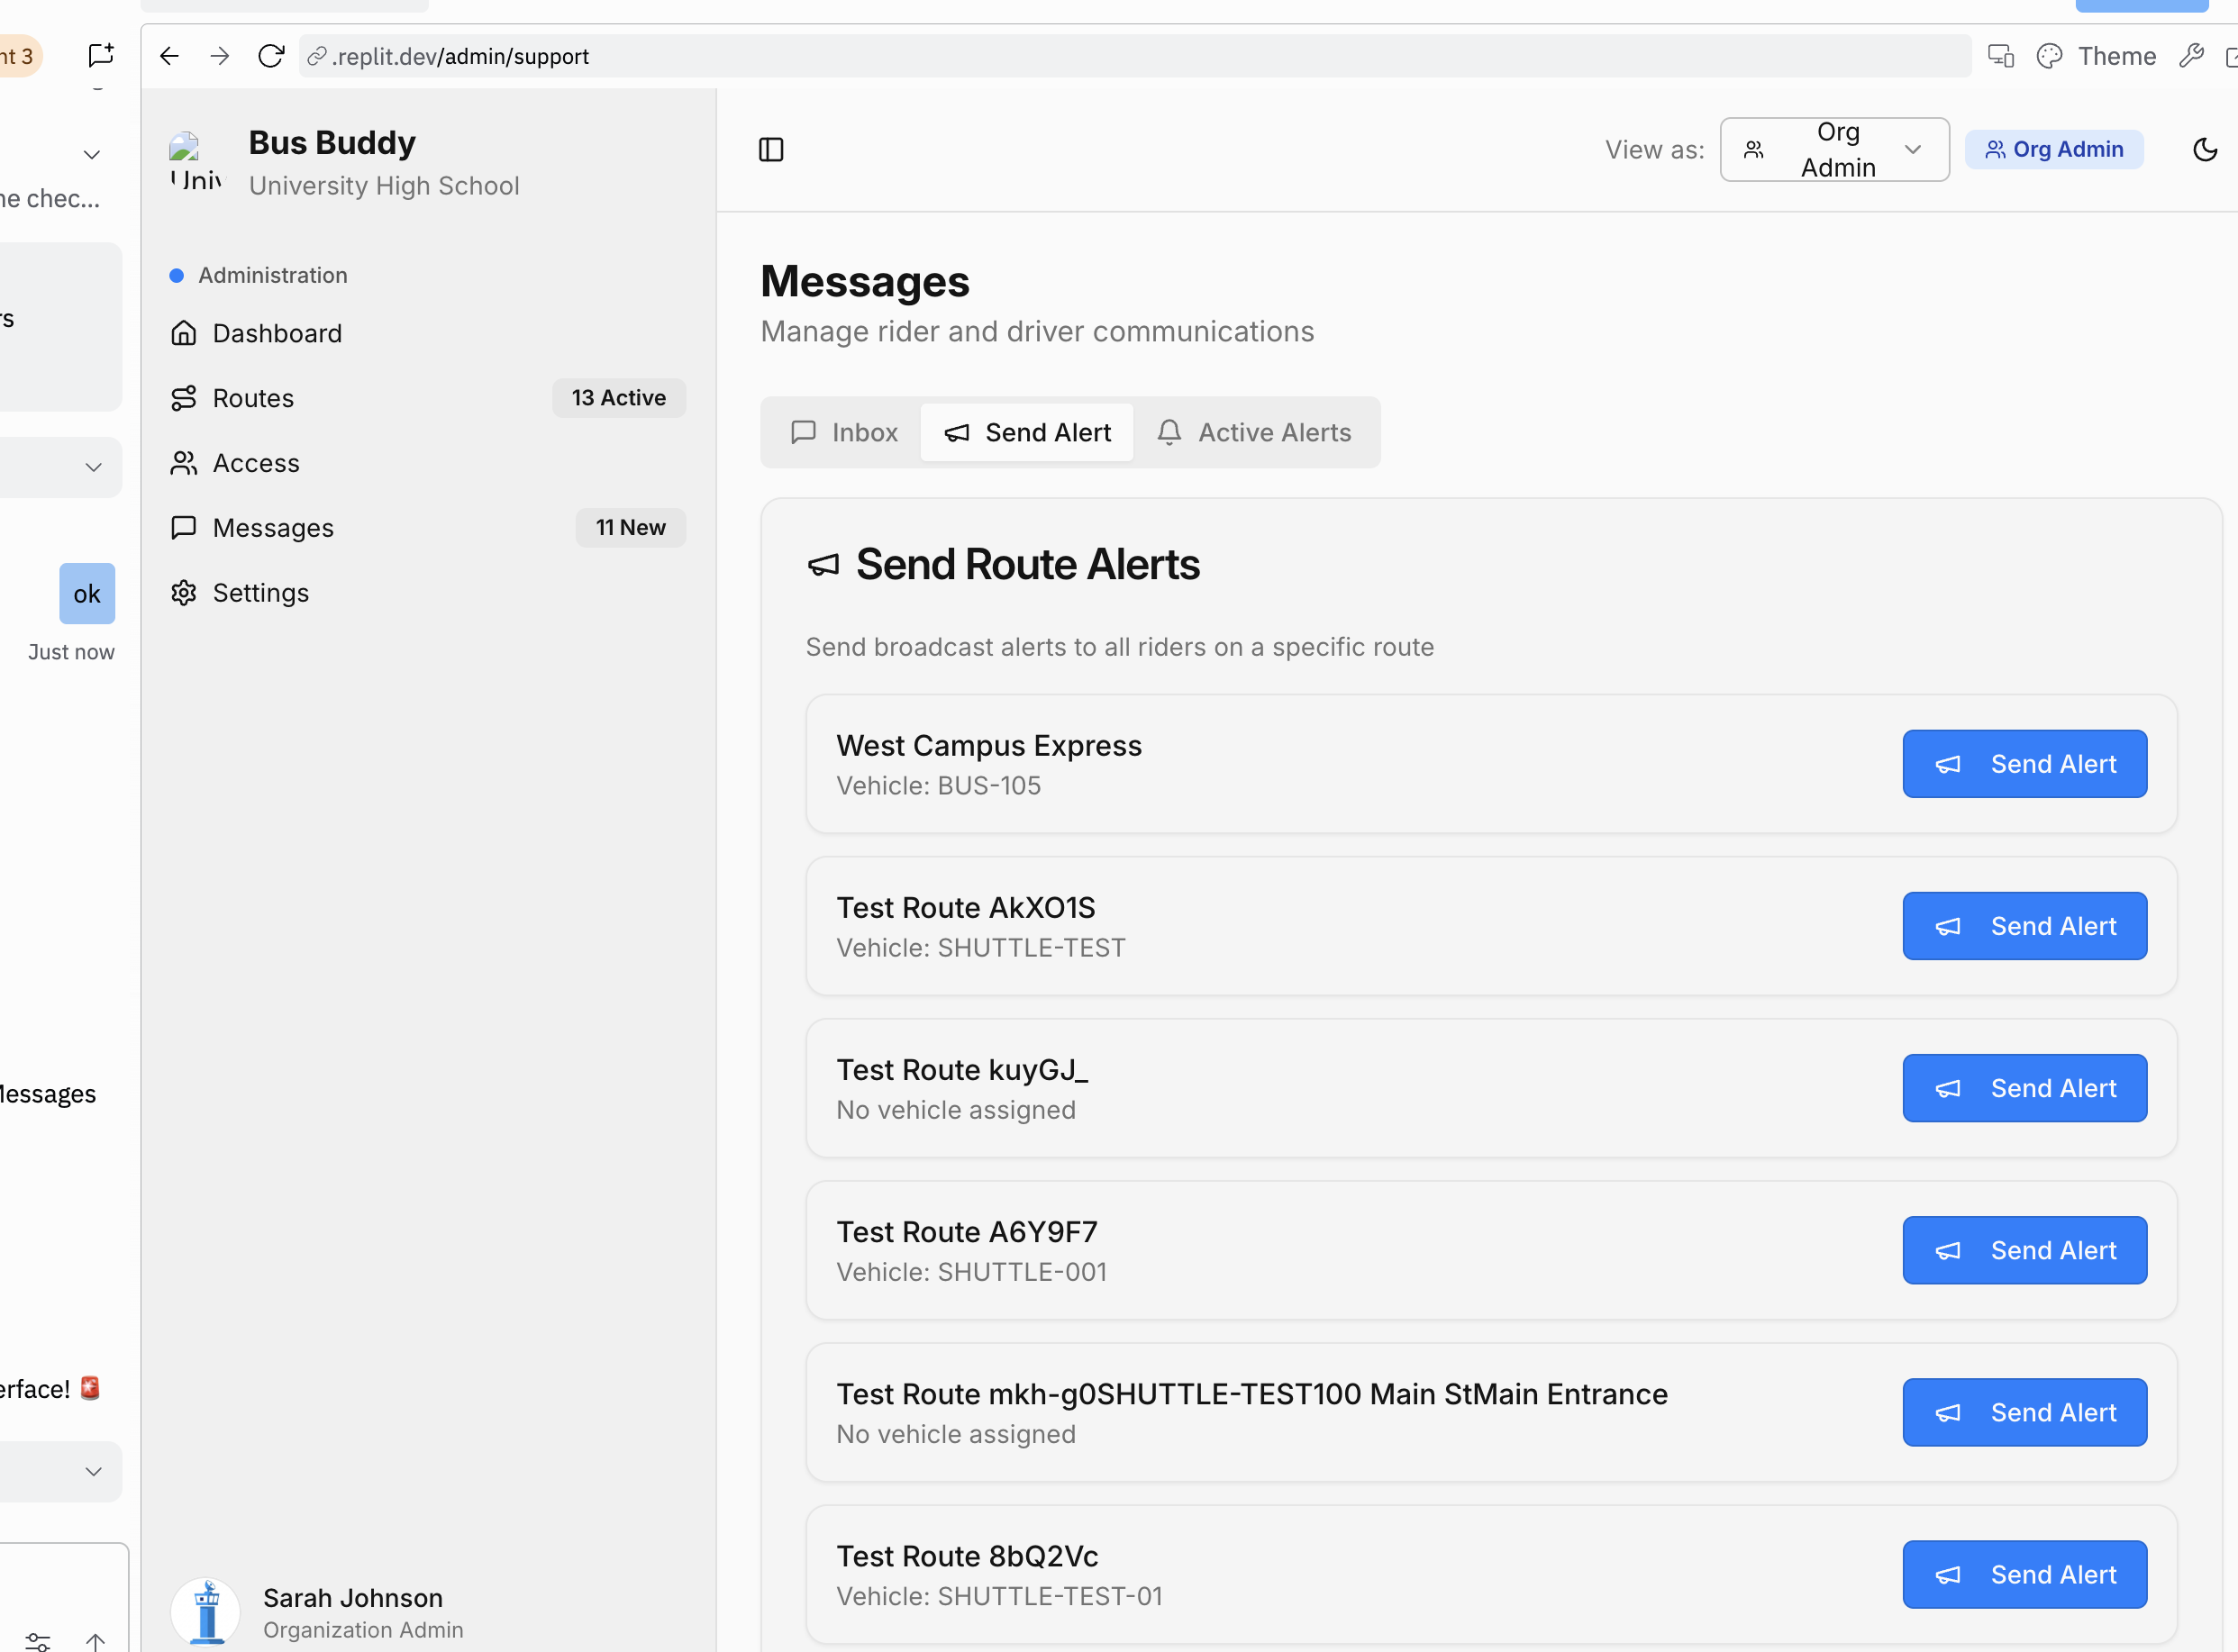 nt 3
.replit.dev/admin/support
Theme
Bus Buddy
University High School
Univ
View as:
Org
Admin
Org Admin
he chec...
rs
ok
Just now
Messages
erface! 🚨
Administration
Dashboard
Routes
13 Active
Access
Messages
11 New
Settings
Sarah Johnson
Organization Admin
Messages
Manage rider and driver communications
Inbox
Send Alert
Active Alerts
Send Route Alerts
Send broadcast alerts to all riders on a specific route
West Campus Express
Vehicle: BUS-105
Send Alert
Test Route AkXO1S
Vehicle: SHUTTLE-TEST
Send Alert
Test Route kuyGJ_
No vehicle assigned
Send Alert
Test Route A6Y9F7
Vehicle: SHUTTLE-001
Send Alert
Test Route mkh-g0SHUTTLE-TEST100 Main StMain Entrance
No vehicle assigned
Send Alert
Test Route 8bQ2Vc
Vehicle: SHUTTLE-TEST-01
Send Alert